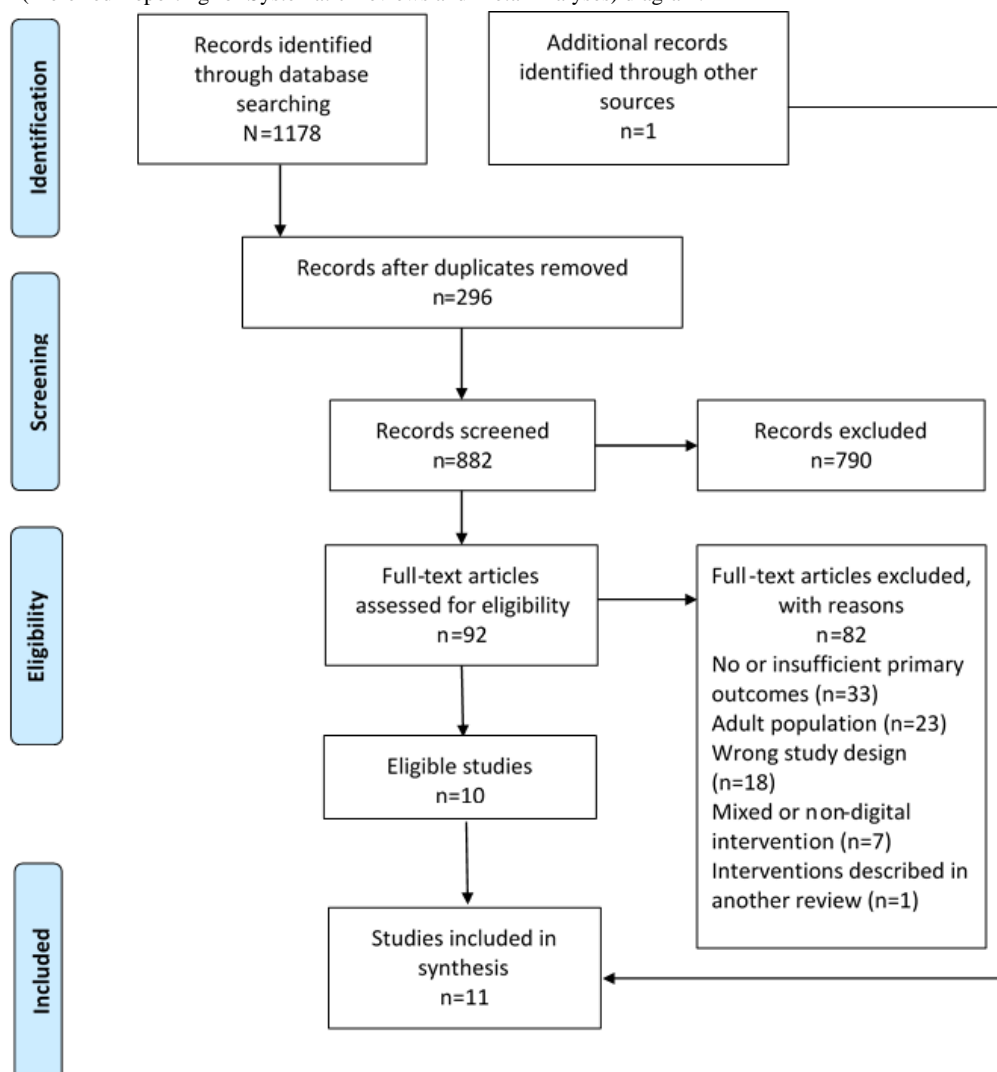 Records identified
through database
searching
N=1178
Additional records
identified through other
sources
n=1
Identification
Records after duplicates removed
n=296
Screening
Records screened
n=882
Records excluded
n=790
Eligibility
Full-text articles
assessed for eligibility
n=92
Full-text articles excluded,
with reasons
n=82
No or insufficient primary
outcomes (n=33)
Adult population (n=23)
Wrong study design
(n=18)
Mixed or non-digital
intervention (n=7)
Interventions described in
another review (n=1)
Eligible studies
n=10
Included
Studies included in
synthesis
n=11